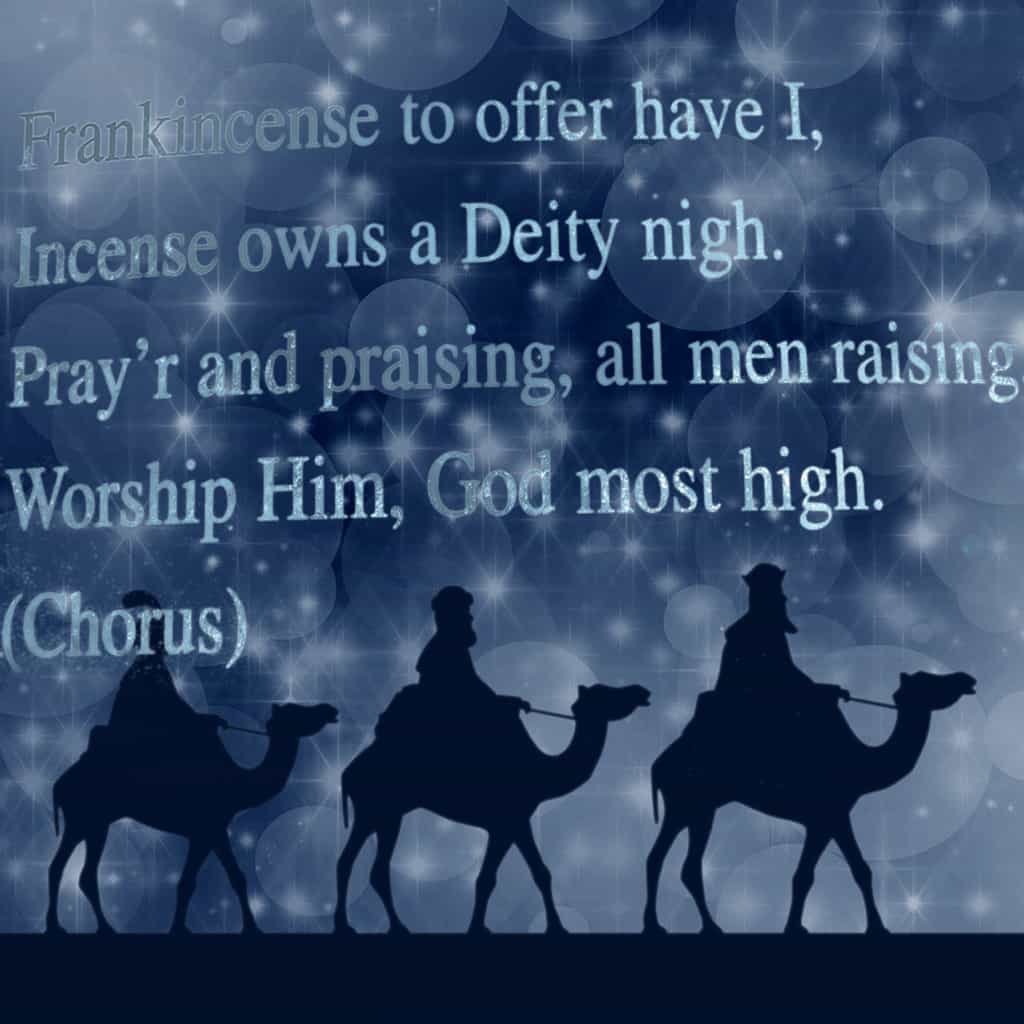 Frankincense to offer have I,
Incense owns a Deity nigh.
Pray’r and praising, all men raising
Worship Him, God most high.
(Chorus)